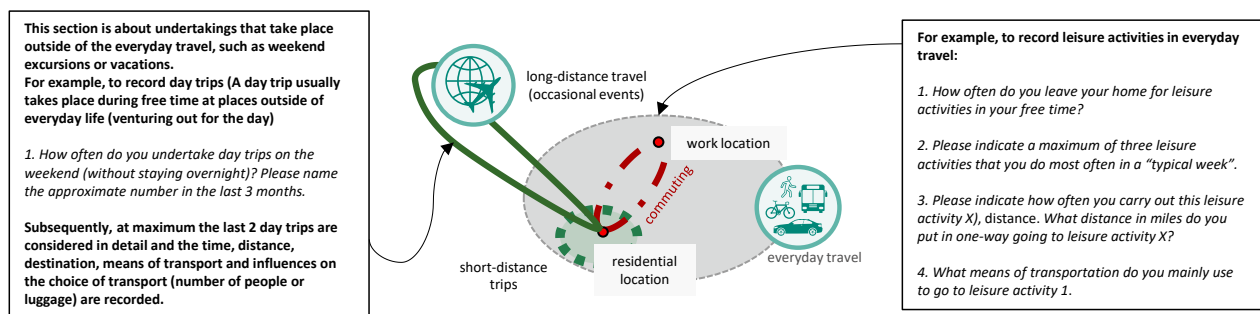 This section is about undertakings that take place
outside of the everyday travel, such as weekend
excursions or vacations.
For example, to record day trips (A day trip usually
takes place during free time at places outside of
everyday life (venturing out for the day)
1. How often do you undertake day trips on the
weekend (without staying overnight)? Please name
the approximate number in the last 3 months.
Subsequently, at maximum the last 2 day trips are
considered in detail and the time, distance,
destination, means of transport and influences on
the choice of transport (number of people or
luggage) are recorded.
long-distance travel
(occasional events)
work location
commuting
residential
location
short-distance
trips
everyday travel
For example, to record leisure activities in everyday
travel:
1. How often do you leave your home for leisure
activities in your free time?
2. Please indicate a maximum of three leisure
activities that you do most often in a “typical week”.
3. Please indicate how often you carry out this leisure
activity X), distance. What distance in miles do you
put in one-way going to leisure activity X?
4. What means of transportation do you mainly use
to go to leisure activity 1.